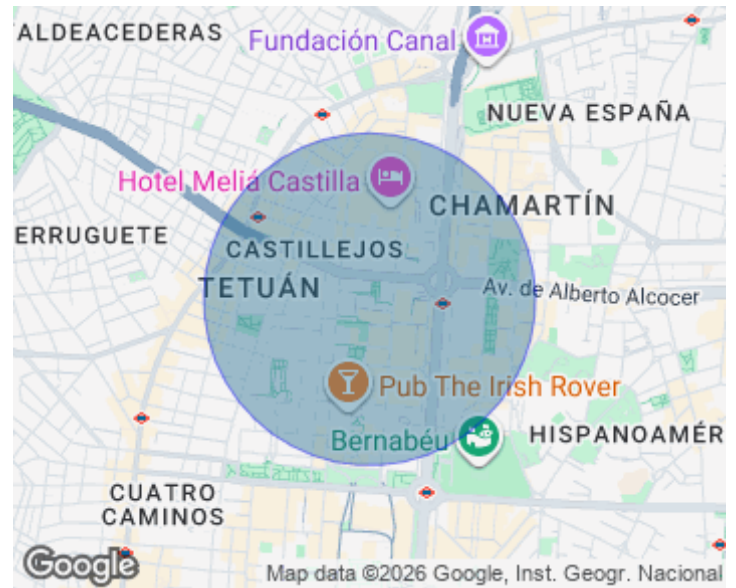 ALDEACEDERAS
Fundación Canal
NUEVA ESPAÑA
Hotel Meliá Castilla
CHAMARTÍN
ERRUGUETE
CASTILLEJOS
TETUÁN
Av. de Alberto Alcocer
Pub The Irish Rover
Bernabéu
HISPANOAMÉR
CUATRO
CAMINOS
Google
Map data ©2026 Google, Inst. Geogr. Nacional